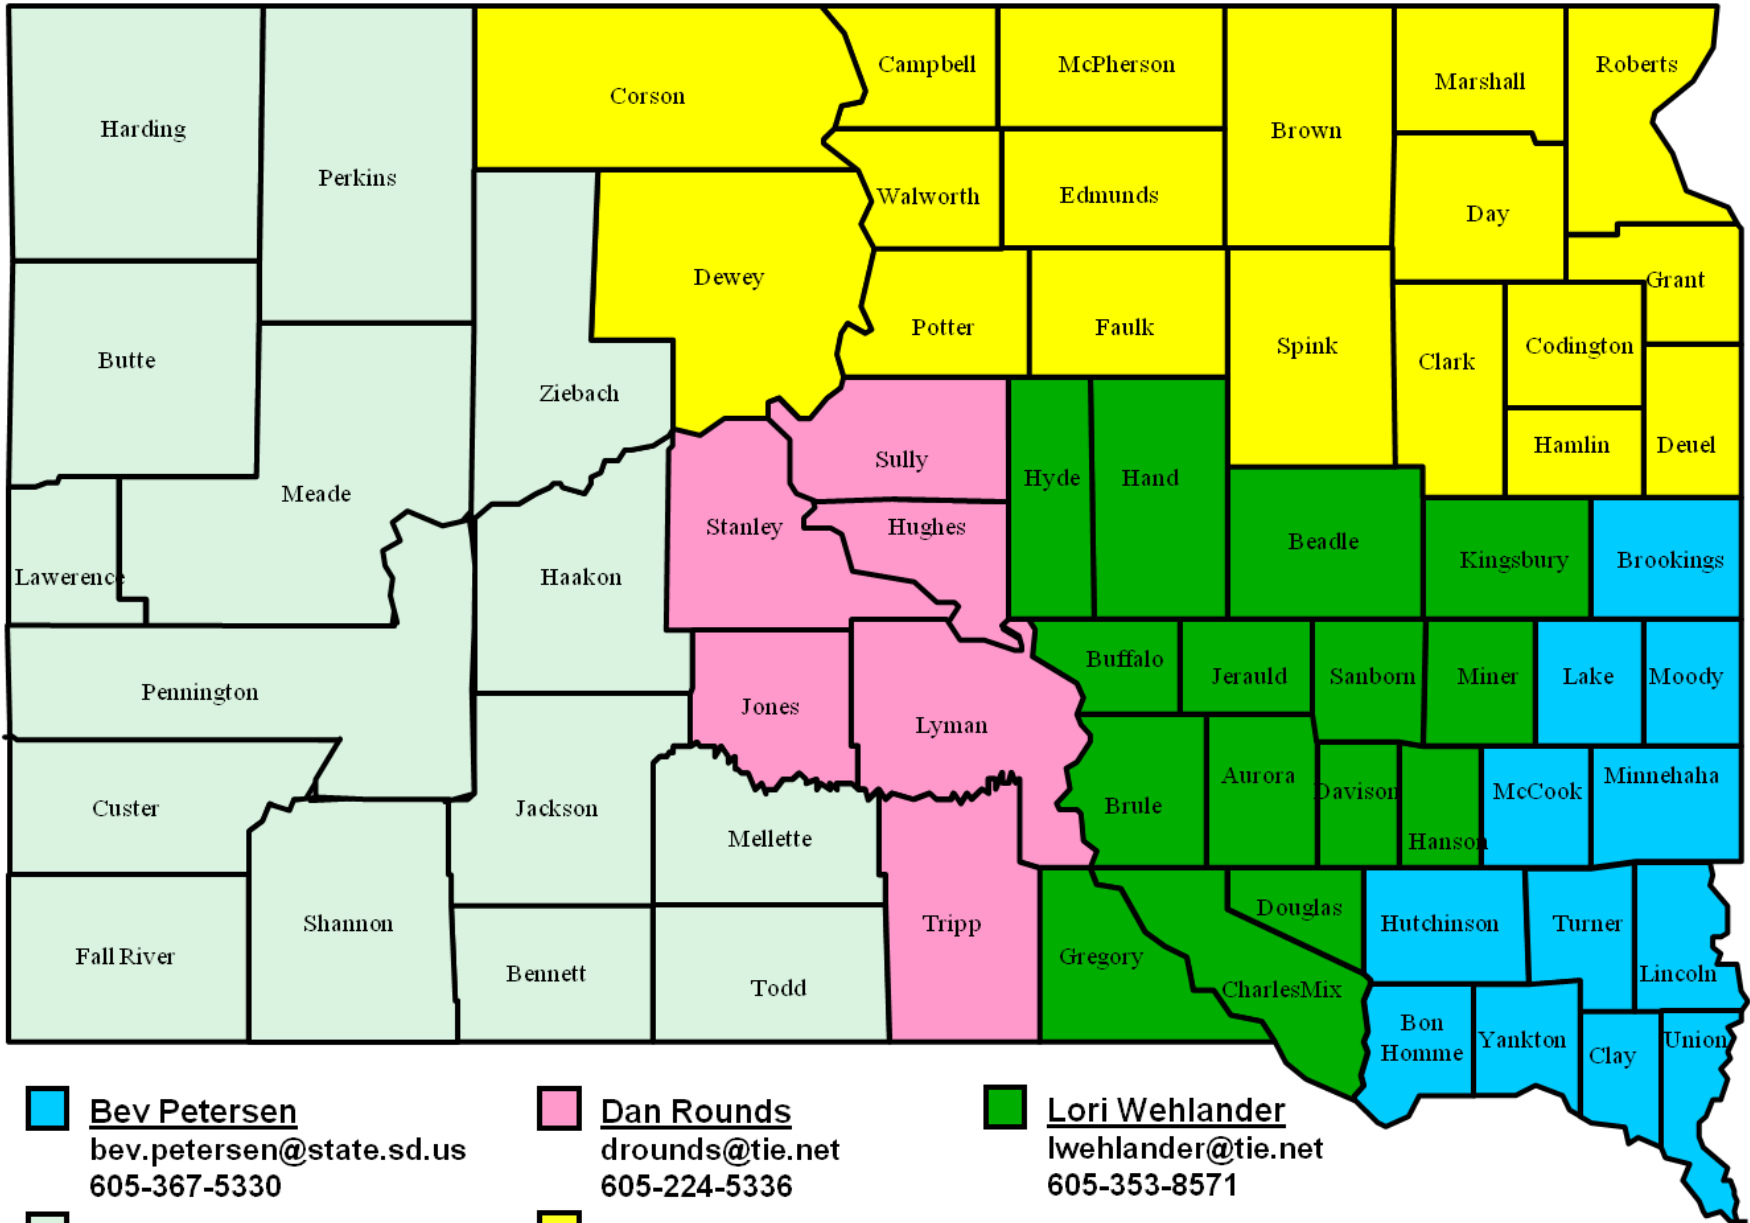 Harding
Perkins
Corson
Campbell
McPherson
Brown
Marshall
Roberts
Walworth
Edmunds
Day
Butte
Ziebach
Dewey
Potter
Faulk
Spink
Clark
Codington
Grant
Meade
Sully
Hyde
Hand
Hamlin
Deuel
Lawerence
Haakon
Stanley
Hughes
Beadle
Kingsbury
Brookings
Pennington
Jones
Lyman
Buffalo
Jerauld
Sanborn
Miner
Lake
Moody
Custer
Jackson
Mellette
Brule
Aurora
Davison
Hanson
McCook
Minnehaha
Fall River
Shannon
Bennett
Todd
Tripp
Gregory
Douglas
CharlesMix
Hutchinson
Turner
Lincoln
Bon
Homme
Yankton
Clay
Union
Bev Petersen
bev.petersen@state.sd.us
605-367-5330
Dan Rounds
drounds@tie.net
605-224-5336
Lori Wehlander
lwehlander@tie.net
605-353-8571